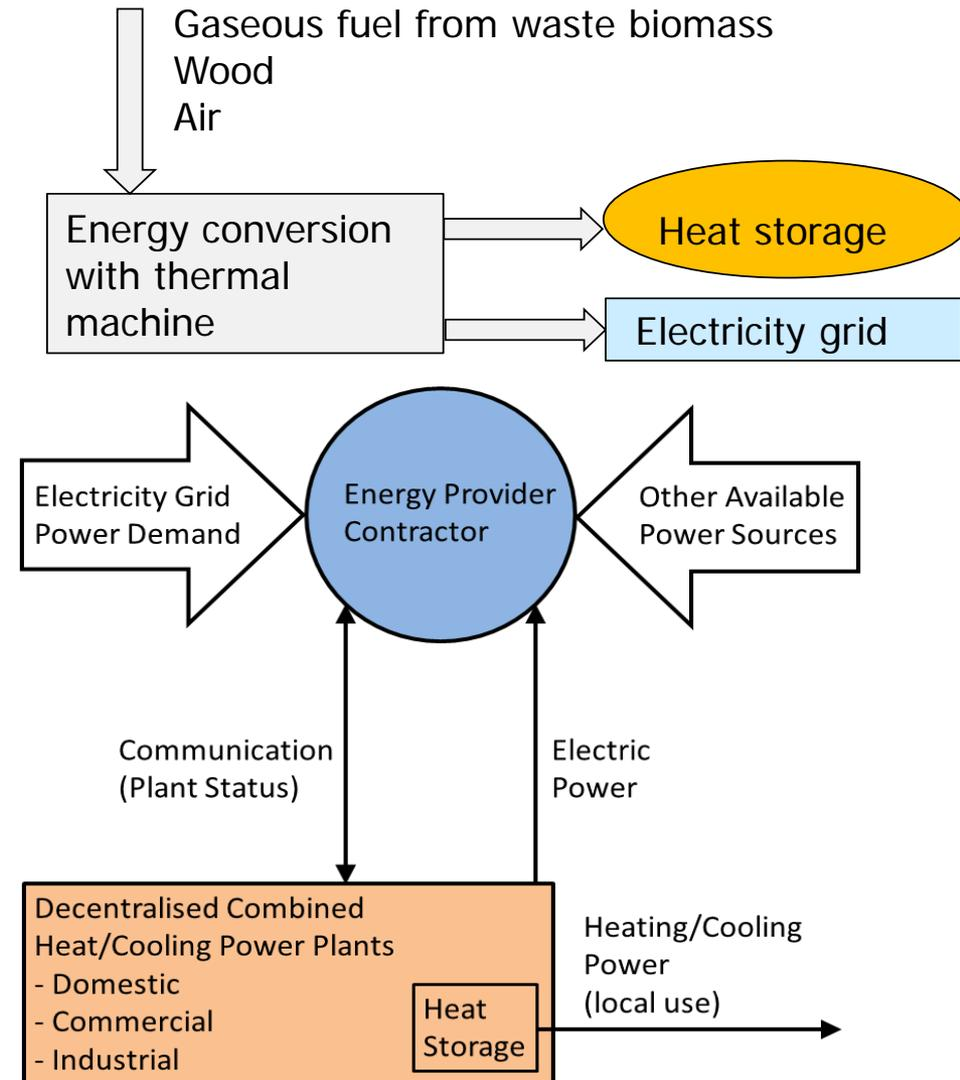 Gaseous fuel from waste biomass
Wood
Air
Energy conversion
with thermal
machine
Heat storage
Electricity grid
Electricity Grid
Power Demand
Energy Provider
Contractor
Other Available
Power Sources
Communication
(Plant Status)
Electric
Power
Decentralised Combined
Heat/Cooling Power Plants
- Domestic
- Commercial
- Industrial
Heat
Storage
Heating/Cooling
Power
(local use)